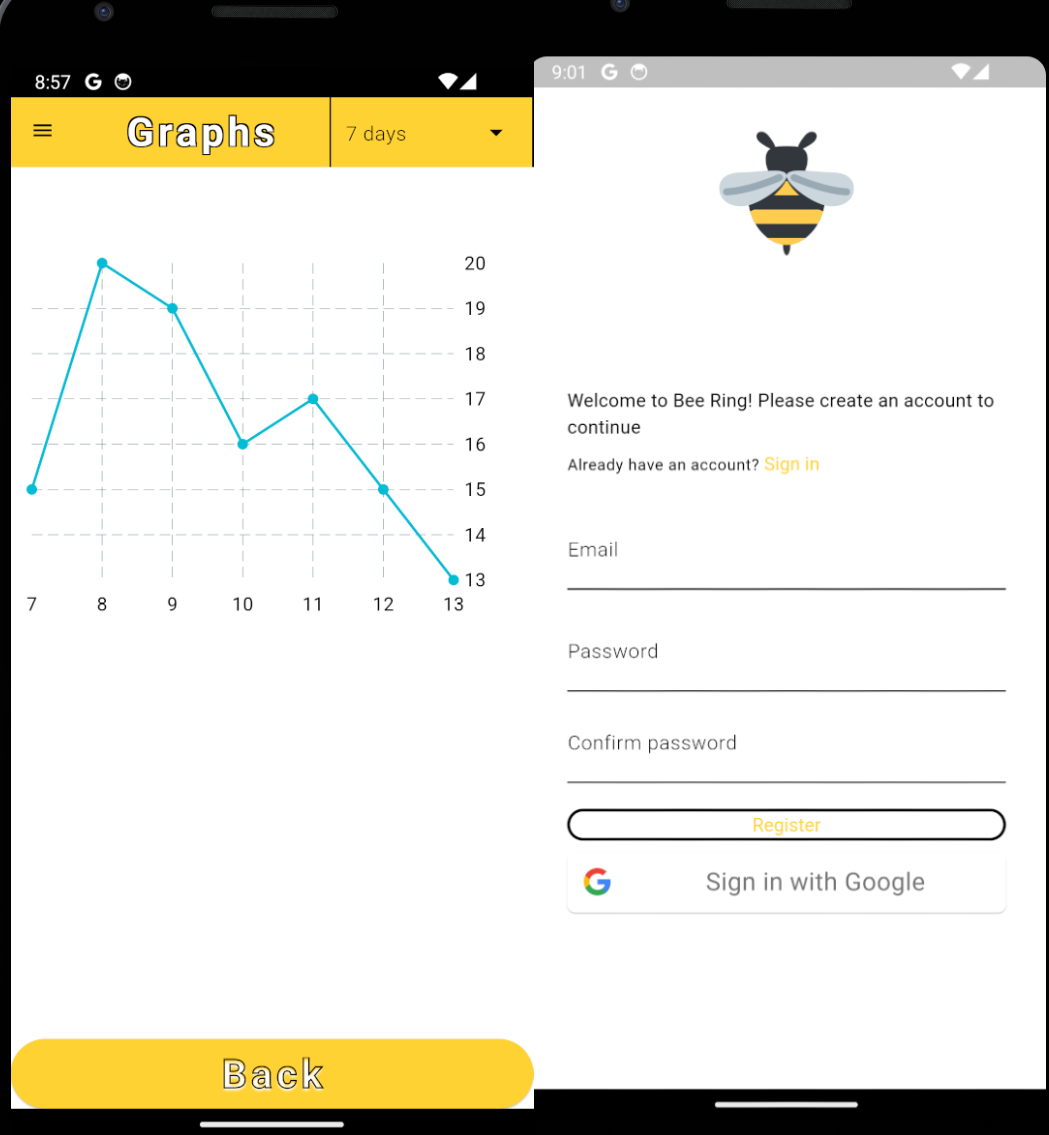 8:57
Graphs
7 days
20
19
18
17
16
15
14
13
7 8 9 10 11 12 13
Back
9:01
Welcome to Bee Ring! Please create an account to
continue
Already have an account? Sign in
Email
Password
Confirm password
Register
Sign in with Google